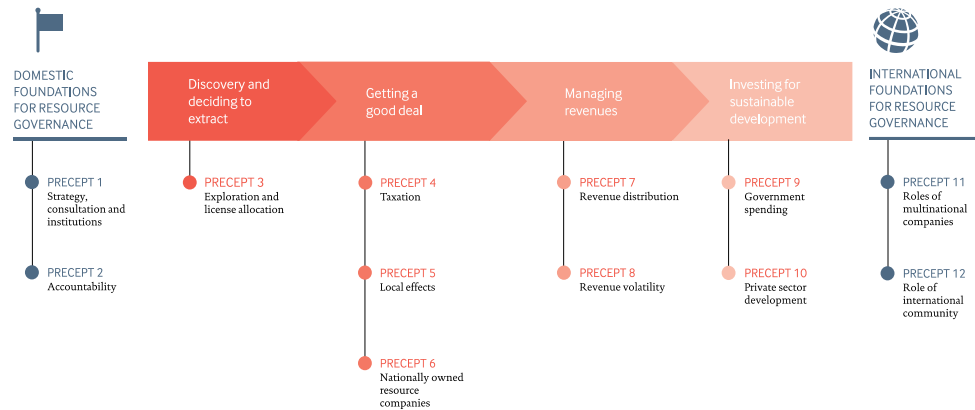 DOMESTIC
FOUNDATIONS
FOR RESOURCE
GOVERNANCE
PRECEPT 1
Strategy,
consultation and
institutions
PRECEPT 2
Accountability
Discovery and
deciding to
extract
PRECEPT 3
Exploration and
license allocation
Getting a
good deal
PRECEPT 4
Taxation
PRECEPT 5
Local effects
PRECEPT 6
Nationally owned
resource
companies
Managing
revenues
PRECEPT 7
Revenue distribution
PRECEPT 8
Revenue volatility
Investing for
sustainable
development
PRECEPT 9
Government
spending
PRECEPT 10
Private sector
development
INTERNATIONAL
FOUNDATIONS
FOR RESOURCE
GOVERNANCE
PRECEPT 11
Roles of
multinational
companies
PRECEPT 12
Role of
international
community